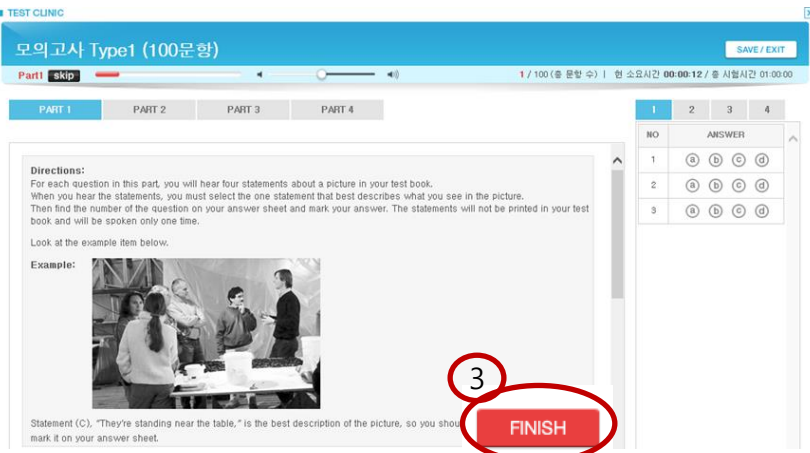 TEST CLINIC
모의고사 Type1 (100문항)
SAVE / EXIT
Part1 skip
1 / 100 (총 문항 수) | 현 소요시간 00:00:12 / 총 시험시간 01:00:00
PART 1 PART 2 PART 3 PART 4
1 2 3 4
NO ANSWER
1 a b c d
2 a b c d
3 a b c d
Directions:
For each question in this part, you will hear four statements about a picture in your test book.
When you hear the statements, you must select the one statement that best describes what you see in the picture.
Then find the number of the question on your answer sheet and mark your answer. The statements will not be printed in your test
book and will be spoken only one time.
Look at the example item below.
Example:
Statement (C), "They're standing near the table," is the best description of the picture, so you shou
mark it on your answer sheet.
3
FINISH